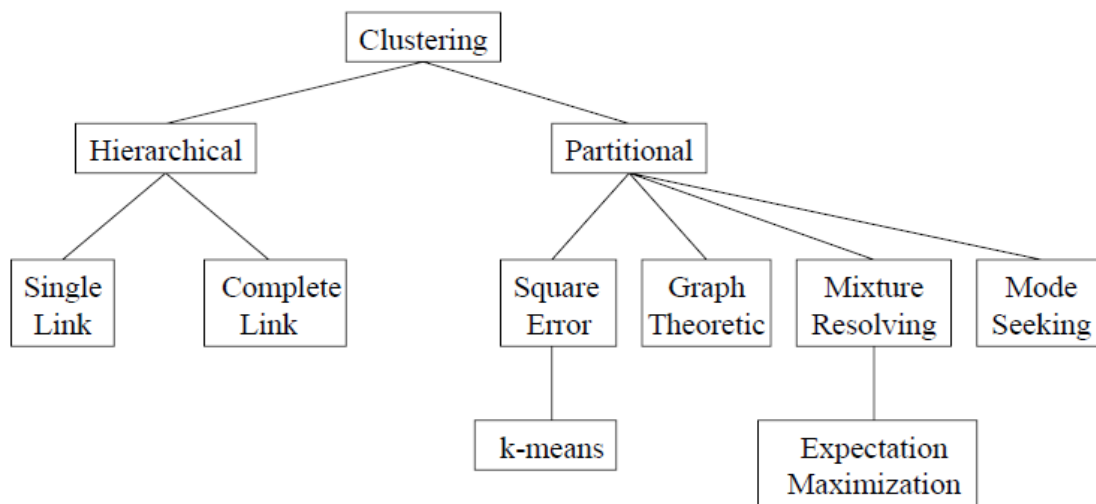 Clustering
Hierarchical
Partitional
Single
Link
Complete
Link
Square
Error
Graph
Theoretic
Mixture
Resolving
Mode
Seeking
k-means
Expectation
Maximization